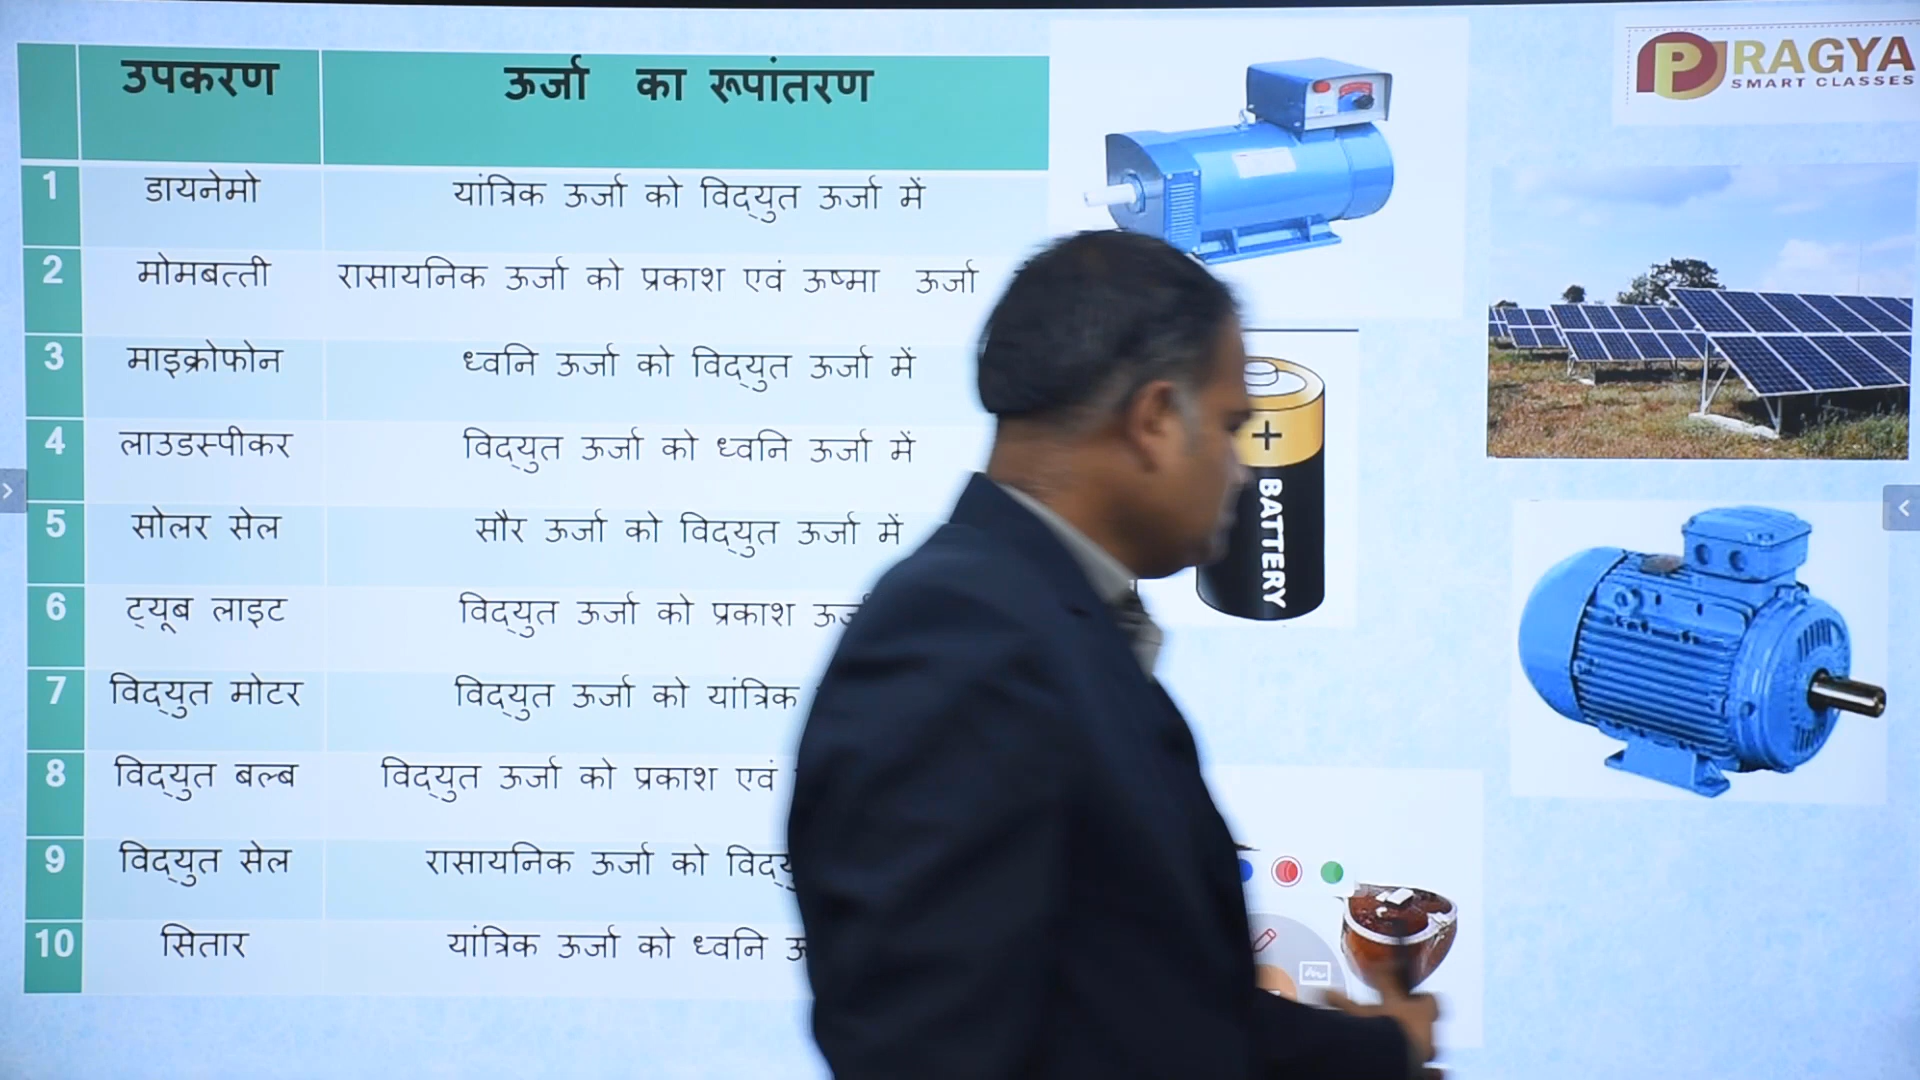 उपकरण ऊर्जा का रूपांतरण
1 डायनेमो यांत्रिक ऊर्जा को विद्युत ऊर्जा में
2 मोमबत्ती रासायनिक ऊर्जा को प्रकाश एवं ऊष्मा ऊर्जा
3 माइक्रोफोन ध्वनि ऊर्जा को विद्युत ऊर्जा में
4 लाउडस्पीकर विद्युत ऊर्जा को ध्वनि ऊर्जा में
5 सोलर सेल सौर ऊर्जा को विद्युत ऊर्जा में
6 ट्यूब लाइट विद्युत ऊर्जा को प्रकाश
7 विद्युत मोटर विद्युत ऊर्जा को यांत्रिक
8 विद्युत बल्ब विद्युत ऊर्जा को प्रकाश एवं
9 विद्युत सेल रासायनिक ऊर्जा को
10 सितार यांत्रिक ऊर्जा को ध्वनि
PRAGYA
SMART CLASSES
+ BATTERY